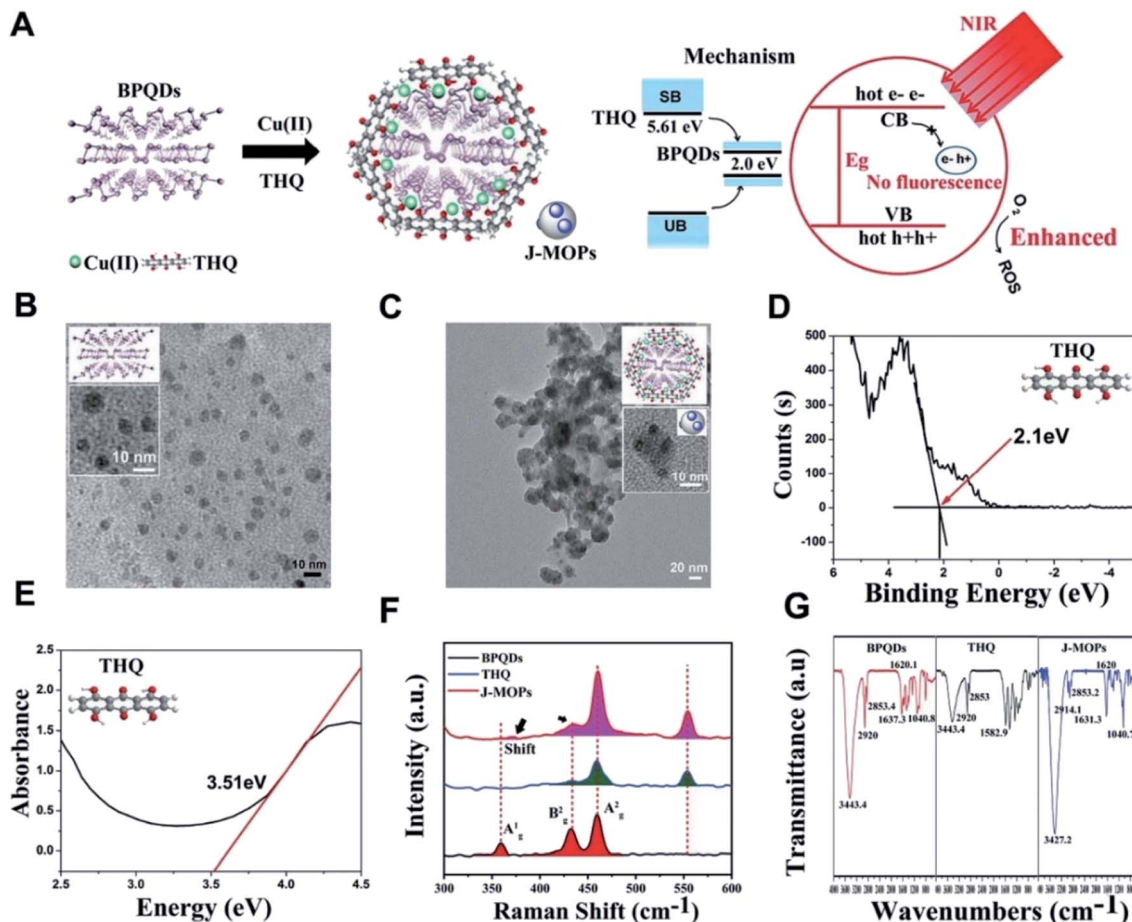 A
BPQDs
Cu(II)
THQ
Cu(II) THQ
J-MOPs
Mechanism
SB
THQ
5.61 eV
BPQDs
2.0 eV
UB
NIR
hot e- e-
CB
Eg
e- h+
No fluorescence
VB
hot h+h+
O2
Enhanced
ROS
B
10 nm
10 nm
C
10 nm
20 nm
D
THQ
2.1eV
Counts (s)
500
400
300
200
100
0
-100
6 4 2 0 -2 -4
Binding Energy (eV)
E
THQ
3.51eV
Absorbance
2.5
2.0
1.5
1.0
0.5
0.0
2.5 3.0 3.5 4.0 4.5
Energy (eV)
F
BPQDs
THQ
J-MOPs
Shift
A1g
B2g
A2g
Intensity (a.u.)
300 350 400 450 500 550 600
Raman Shift (cm-1)
G
BPQDs THQ J-MOPs
1620.1
2853.4
1637.3
2920
1040.8
3443.4
2853
2920
3443.4
1582.9
1620
2853.2
2914.1
1631.3
1040.7
3427.2
Transmittance (a.u)
Wavenumbers (cm-1)